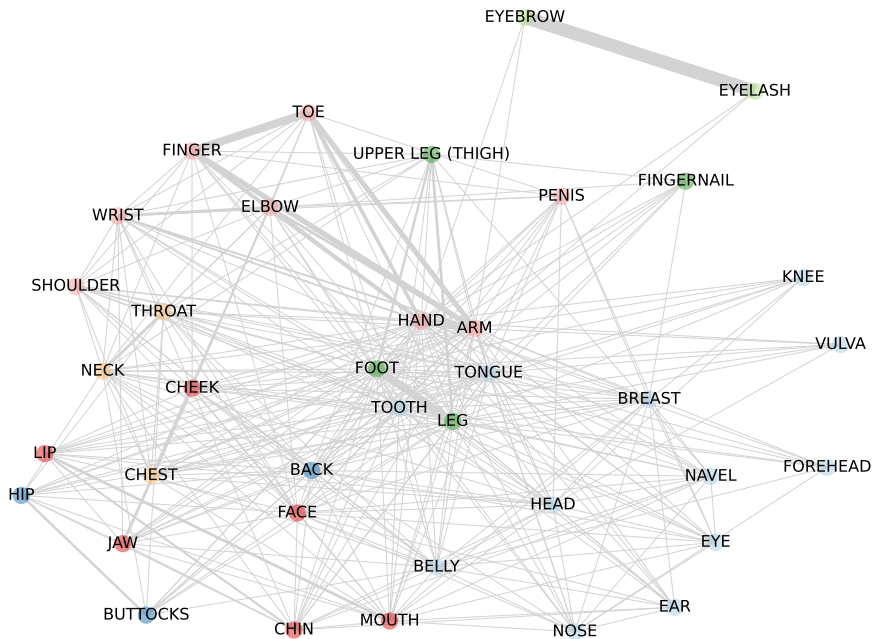 EYEBROW
EYELASH
TOE
FINGER
UPPER LEG (THIGH)
FINGERNAIL
PENIS
ELBOW
WRIST
KNEE
SHOULDER
THROAT
HAND
ARM
VULVA
FOOT
TONGUE
NECK
CHEEK
BREAST
TOOTH
LEG
LIP
FOREHEAD
BACK
CHEST
NAVEL
HIP
HEAD
FACE
JAW
EYE
BELLY
EAR
BUTTOCKS
MOUTH
CHIN
NOSE